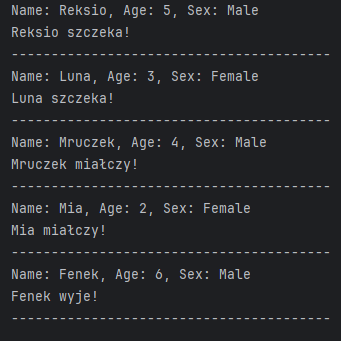 Name: Reksio, Age: 5, Sex: Male
Reksio szczeka!
----------------------------------------
Name: Luna, Age: 3, Sex: Female
Luna szczeka!
----------------------------------------
Name: Mruczek, Age: 4, Sex: Male
Mruczek miałczy!
----------------------------------------
Name: Mia, Age: 2, Sex: Female
Mia miałczy!
----------------------------------------
Name: Fenek, Age: 6, Sex: Male
Fenek wyje!
----------------------------------------